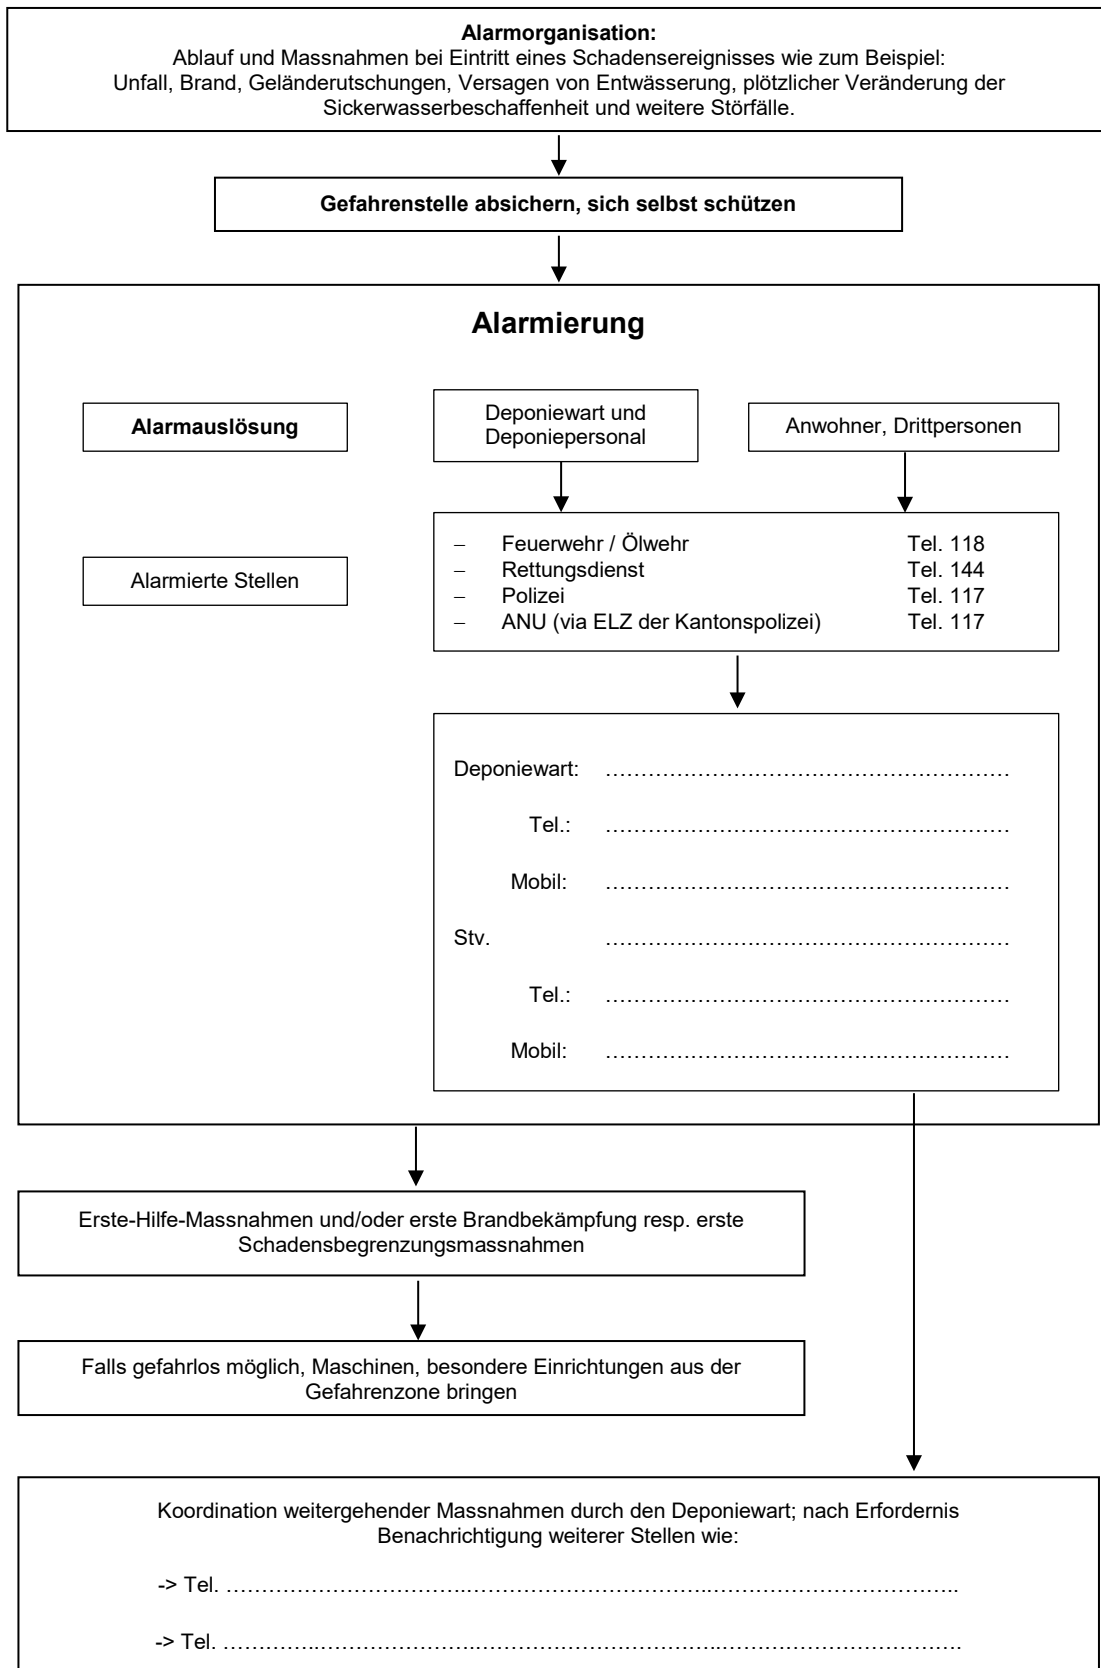 Alarmorganisation:
Ablauf und Massnahmen bei Eintritt eines Schadensereignisses wie zum Beispiel:
Unfall, Brand, Geländerutschungen, Versagen von Entwässerung, plötzlicher Veränderung der
Sickerwasserbeschaffenheit und weitere Störfälle.
Gefahrenstelle absichern, sich selbst schützen
Alarmierung
Alarmauslösung
Deponiewart und
Deponiepersonal
Anwohner, Drittpersonen
Alarmierte Stellen
– Feuerwehr / Ölwehr Tel. 118
– Rettungsdienst Tel. 144
– Polizei Tel. 117
– ANU (via ELZ der Kantonspolizei) Tel. 117
Deponiewart: ……………………………………………………
Tel.: ……………………………………………………
Mobil: ……………………………………………………
Stv. ……………………………………………………
Tel.: ……………………………………………………
Mobil: ……………………………………………………
Erste-Hilfe-Massnahmen und/oder erste Brandbekämpfung resp. erste
Schadensbegrenzungsmassnahmen
Falls gefahrlos möglich, Maschinen, besondere Einrichtungen aus der
Gefahrenzone bringen
Koordination weitergehender Massnahmen durch den Deponiewart; nach Erfordernis
Benachrichtigung weiterer Stellen wie:
-> Tel. ……………………………..……………………………..……………………………..
-> Tel. …………..……………………………..…………………..…………………………….